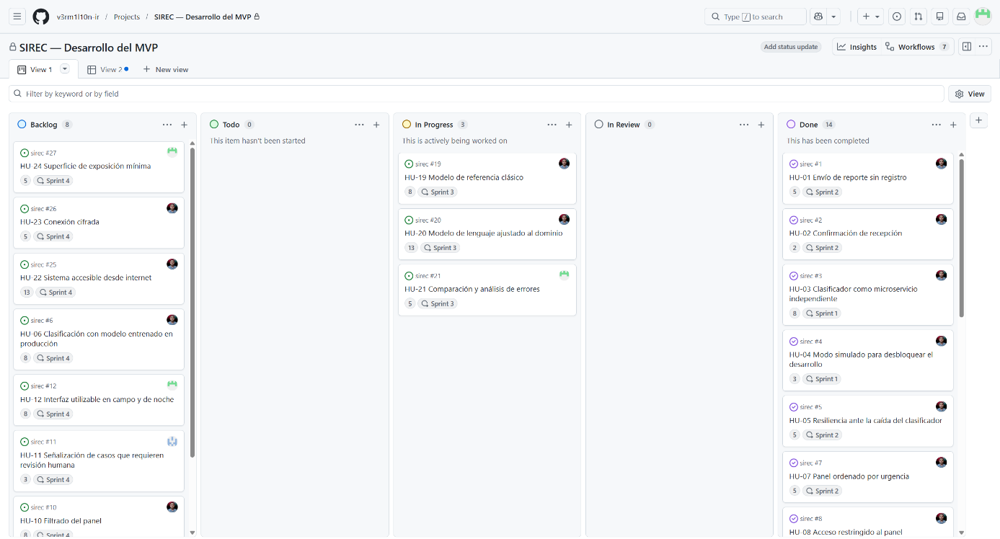 v3rm1l10n-ir / Projects / SIREC — Desarrollo del MVP
Type / to search
SIREC — Desarrollo del MVP
Add status update
Insights
Workflows 7
View 1
View 2
New view
Filter by keyword or by field
View
Backlog 8
sirec #27
HU-24 Superficie de exposición mínima
5 Sprint 4
sirec #26
HU-23 Conexión cifrada
5 Sprint 4
sirec #25
HU-22 Sistema accesible desde internet
13 Sprint 4
sirec #6
HU-06 Clasificación con modelo entrenado en
producción
8 Sprint 4
sirec #12
HU-12 Interfaz utilizable en campo y de noche
8 Sprint 4
sirec #11
HU-11 Señalización de casos que requieren
revisión humana
3 Sprint 4
sirec #10
HU-10 Filtrado del panel
8 Sprint 4
Todo 0
This item hasn't been started
In Progress 3
This is actively being worked on
sirec #19
HU-19 Modelo de referencia clásico
8 Sprint 3
sirec #20
HU-20 Modelo de lenguaje ajustado al dominio
13 Sprint 3
sirec #21
HU-21 Comparación y análisis de errores
5 Sprint 3
In Review 0
Done 14
This has been completed
sirec #1
HU-01 Envío de reporte sin registro
5 Sprint 2
sirec #2
HU-02 Confirmación de recepción
2 Sprint 2
sirec #3
HU-03 Clasificador como microservicio
independiente
8 Sprint 1
sirec #4
HU-04 Modo simulado para desbloquear el
desarrollo
3 Sprint 1
sirec #5
HU-05 Resiliencia ante la caída del clasificador
5 Sprint 2
sirec #7
HU-07 Panel ordenado por urgencia
5 Sprint 2
sirec #8
HU-08 Acceso restringido al panel